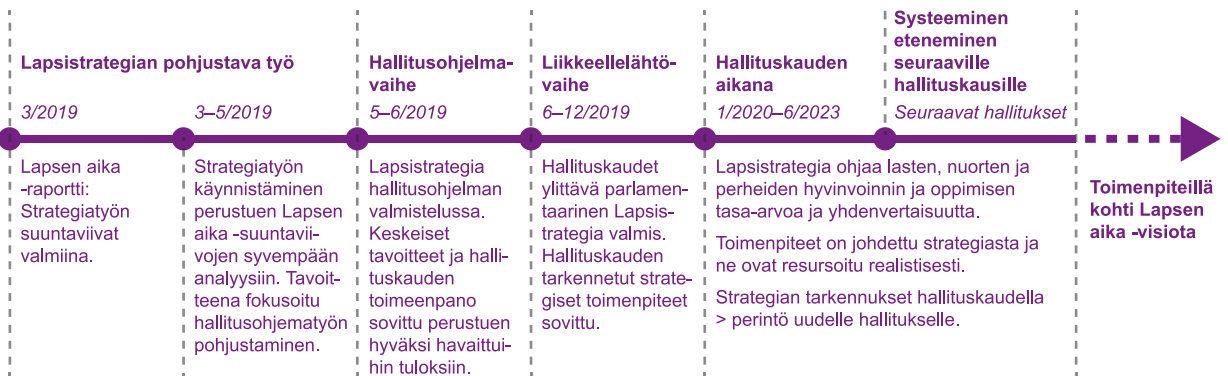 Lapsistrategian pohjustava työ
3/2019
Lapsen aika
-raportti:
Strategiatyön
suuntaviivat
valmiina.
3–5/2019
Strategiatyön
käynnistäminen
perustuen Lapsen
aika -suuntavii-
vojen syvempään
analyysiin. Tavoit-
teena fokusoitu
hallitusohjematyön
pohjustaminen.
Hallitusohjelma-
vaihe
5–6/2019
Lapsistrategia
hallitusohjelman
valmistelussa.
Keskeiset
tavoitteet ja halli-
tuskauden
toimeenpano
sovittu perustuen
hyväksi havaittui-
hin tuloksiin.
Liikkeellelähtö-
vaihe
6–12/2019
Hallituskaudet
ylittävä parlamen-
taarinen Lapsis-
trategia valmis.
Hallituskauden
tarkennetut strate-
giset toimenpiteet
sovittu.
Hallituskauden
aikana
1/2020–6/2023
Systeeminen
eteneminen
seuraaville
hallituskausille
Seuraavat hallitukset
Lapsistrategia ohjaa lasten, nuorten ja
perheiden hyvinvoinnin ja oppimisen
tasa-arvoa ja yhdenvertaisuutta.
Toimenpiteet on johdettu strategiasta ja
ne ovat resursoitu realistisesti.
Strategian tarkennukset hallituskaudella
> perintö uudelle hallitukselle.
Toimenpiteillä
kohti Lapsen
aika -visiota